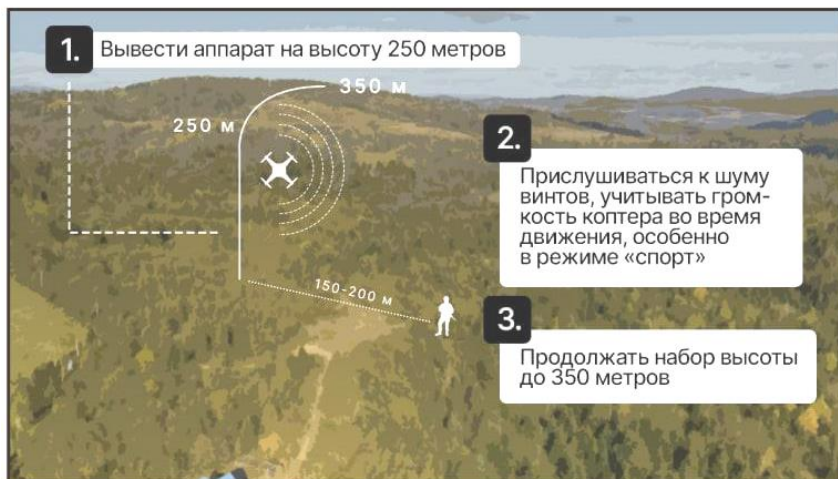 1.
Вывести аппарат на высоту 250 метров
350 м
250 м
2.
Прислушиваться к шуму
винтов, учитывать гром-
кость коптера во время
движения, особенно
в режиме «спорт»
150-200 м
3.
Продолжать набор высоты
до 350 метров